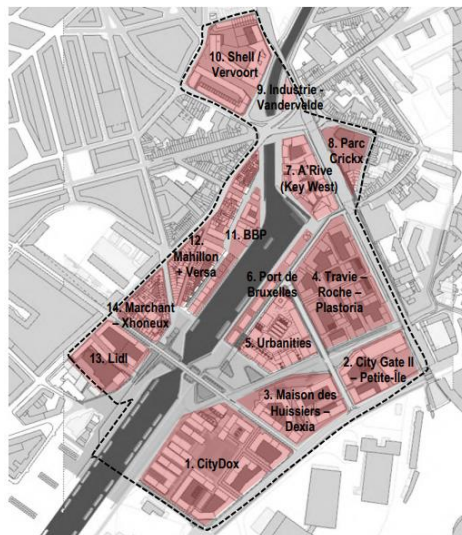 10. Shell /
Vervoort
9. Industrie -
Vandervelde
8. Parc
Crickx
7. A'Rive
(Key West)
11. BBP
12.
Mahillon
+ Versa
6. Port de
Bruxelles
4. Travie –
Roche –
Plastoria
14. Marchant
– Xhoneux
5. Urbanities
13. Lidl
2. City Gate II
– Petite-Île
3. Maison des
Huissiers –
Dexia
1. CityDox